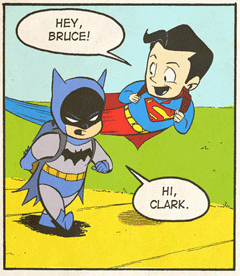 HEY,
BRUCE!
HI,
CLARK.